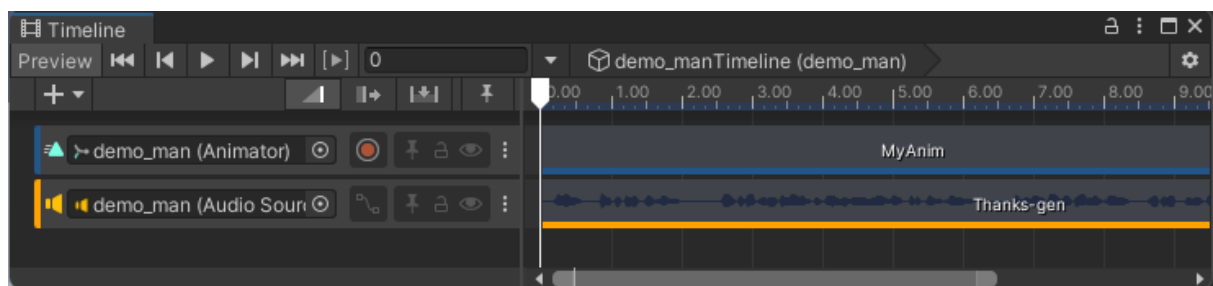 Timeline
Preview 0 demo_manTimeline (demo_man)
0.00 1.00 2.00 3.00 4.00 5.00 6.00 7.00 8.00 9.00
demo_man (Animator) MyAnim
demo_man (Audio Sour Thanks-gen